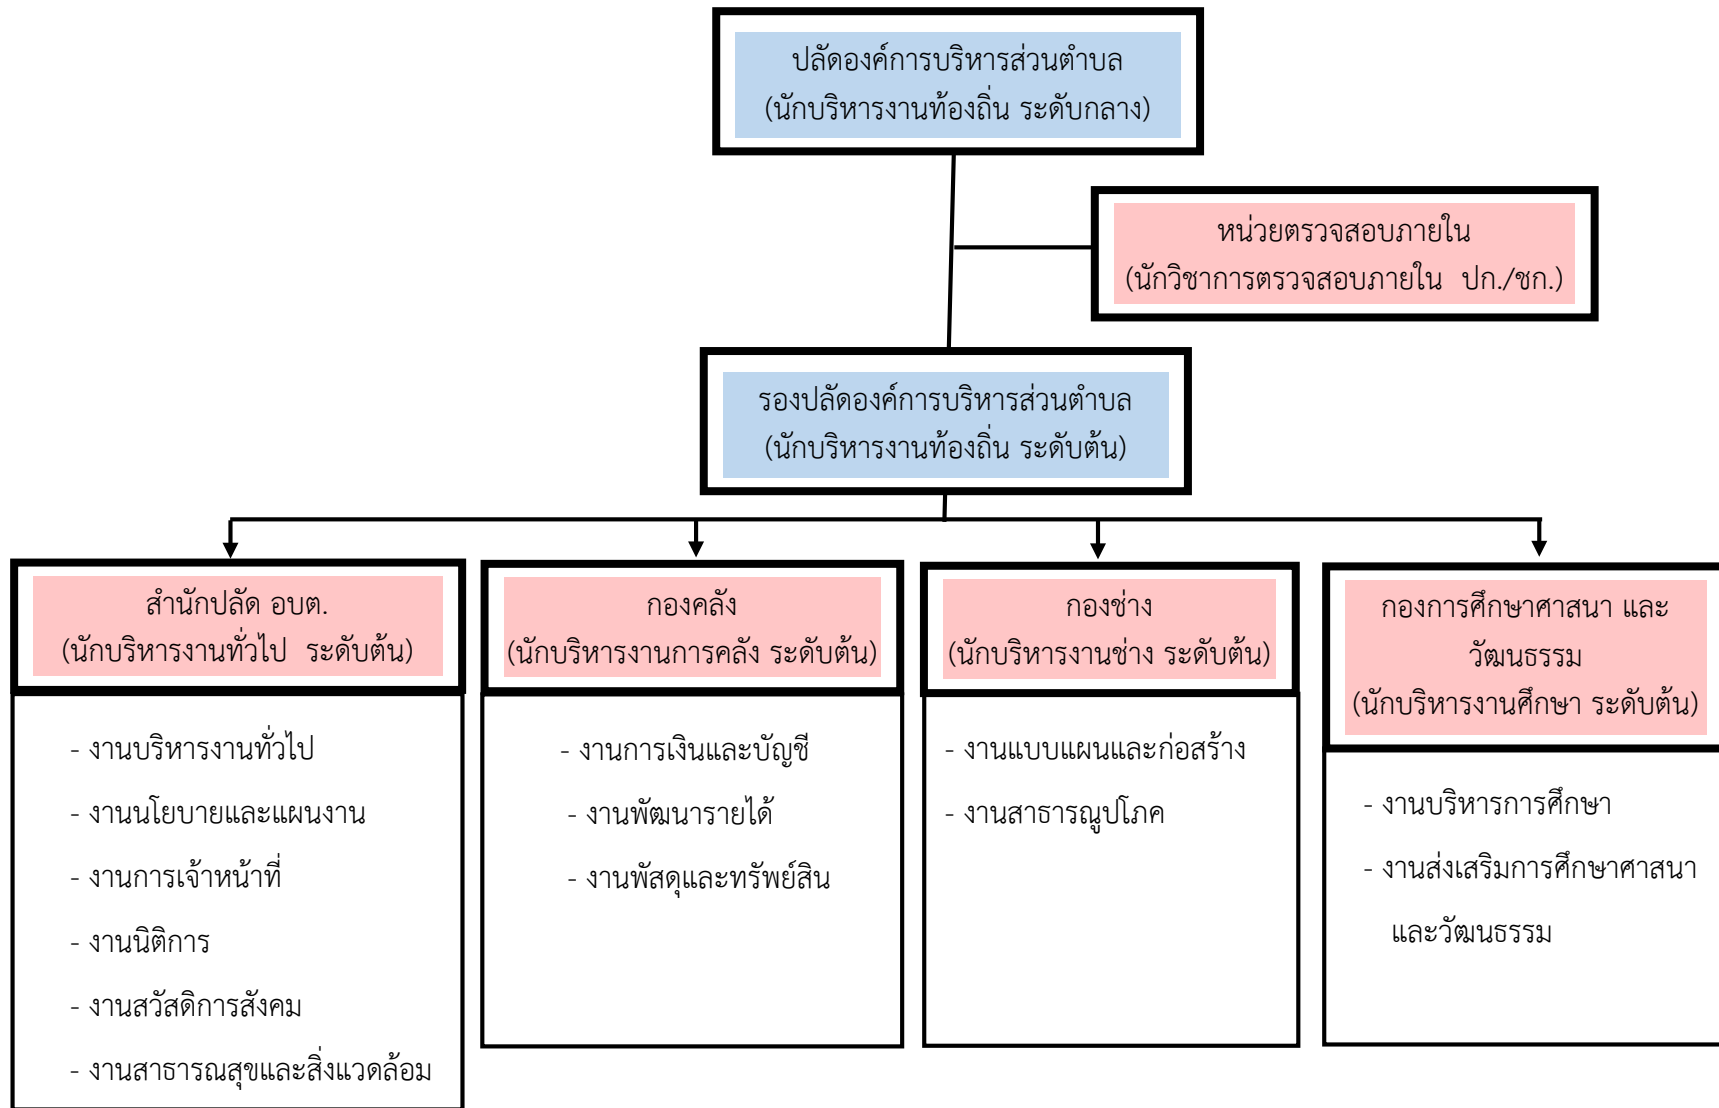 ปลัดองค์การบริหารส่วนตำบล
(นักบริหารงานท้องถิ่น ระดับกลาง)
หน่วยตรวจสอบภายใน
(นักวิชาการตรวจสอบภายใน ปก./ชก.)
รองปลัดองค์การบริหารส่วนตำบล
(นักบริหารงานท้องถิ่น ระดับต้น)
สำนักปลัด อบต.
(นักบริหารงานทั่วไป ระดับต้น)
- งานบริหารงานทั่วไป
- งานนโยบายและแผนงาน
- งานการเจ้าหน้าที่
- งานนิติการ
- งานสวัสดิการสังคม
- งานสาธารณสุขและสิ่งแวดล้อม
กองคลัง
(นักบริหารงานการคลัง ระดับต้น)
- งานการเงินและบัญชี
- งานพัฒนารายได้
- งานพัสดุและทรัพย์สิน
กองช่าง
(นักบริหารงานช่าง ระดับต้น)
- งานแบบแผนและก่อสร้าง
- งานสาธารณูปโภค
กองการศึกษาศาสนา และ
วัฒนธรรม
(นักบริหารงานศึกษา ระดับต้น)
- งานบริหารการศึกษา
- งานส่งเสริมการศึกษาศาสนา
และวัฒนธรรม